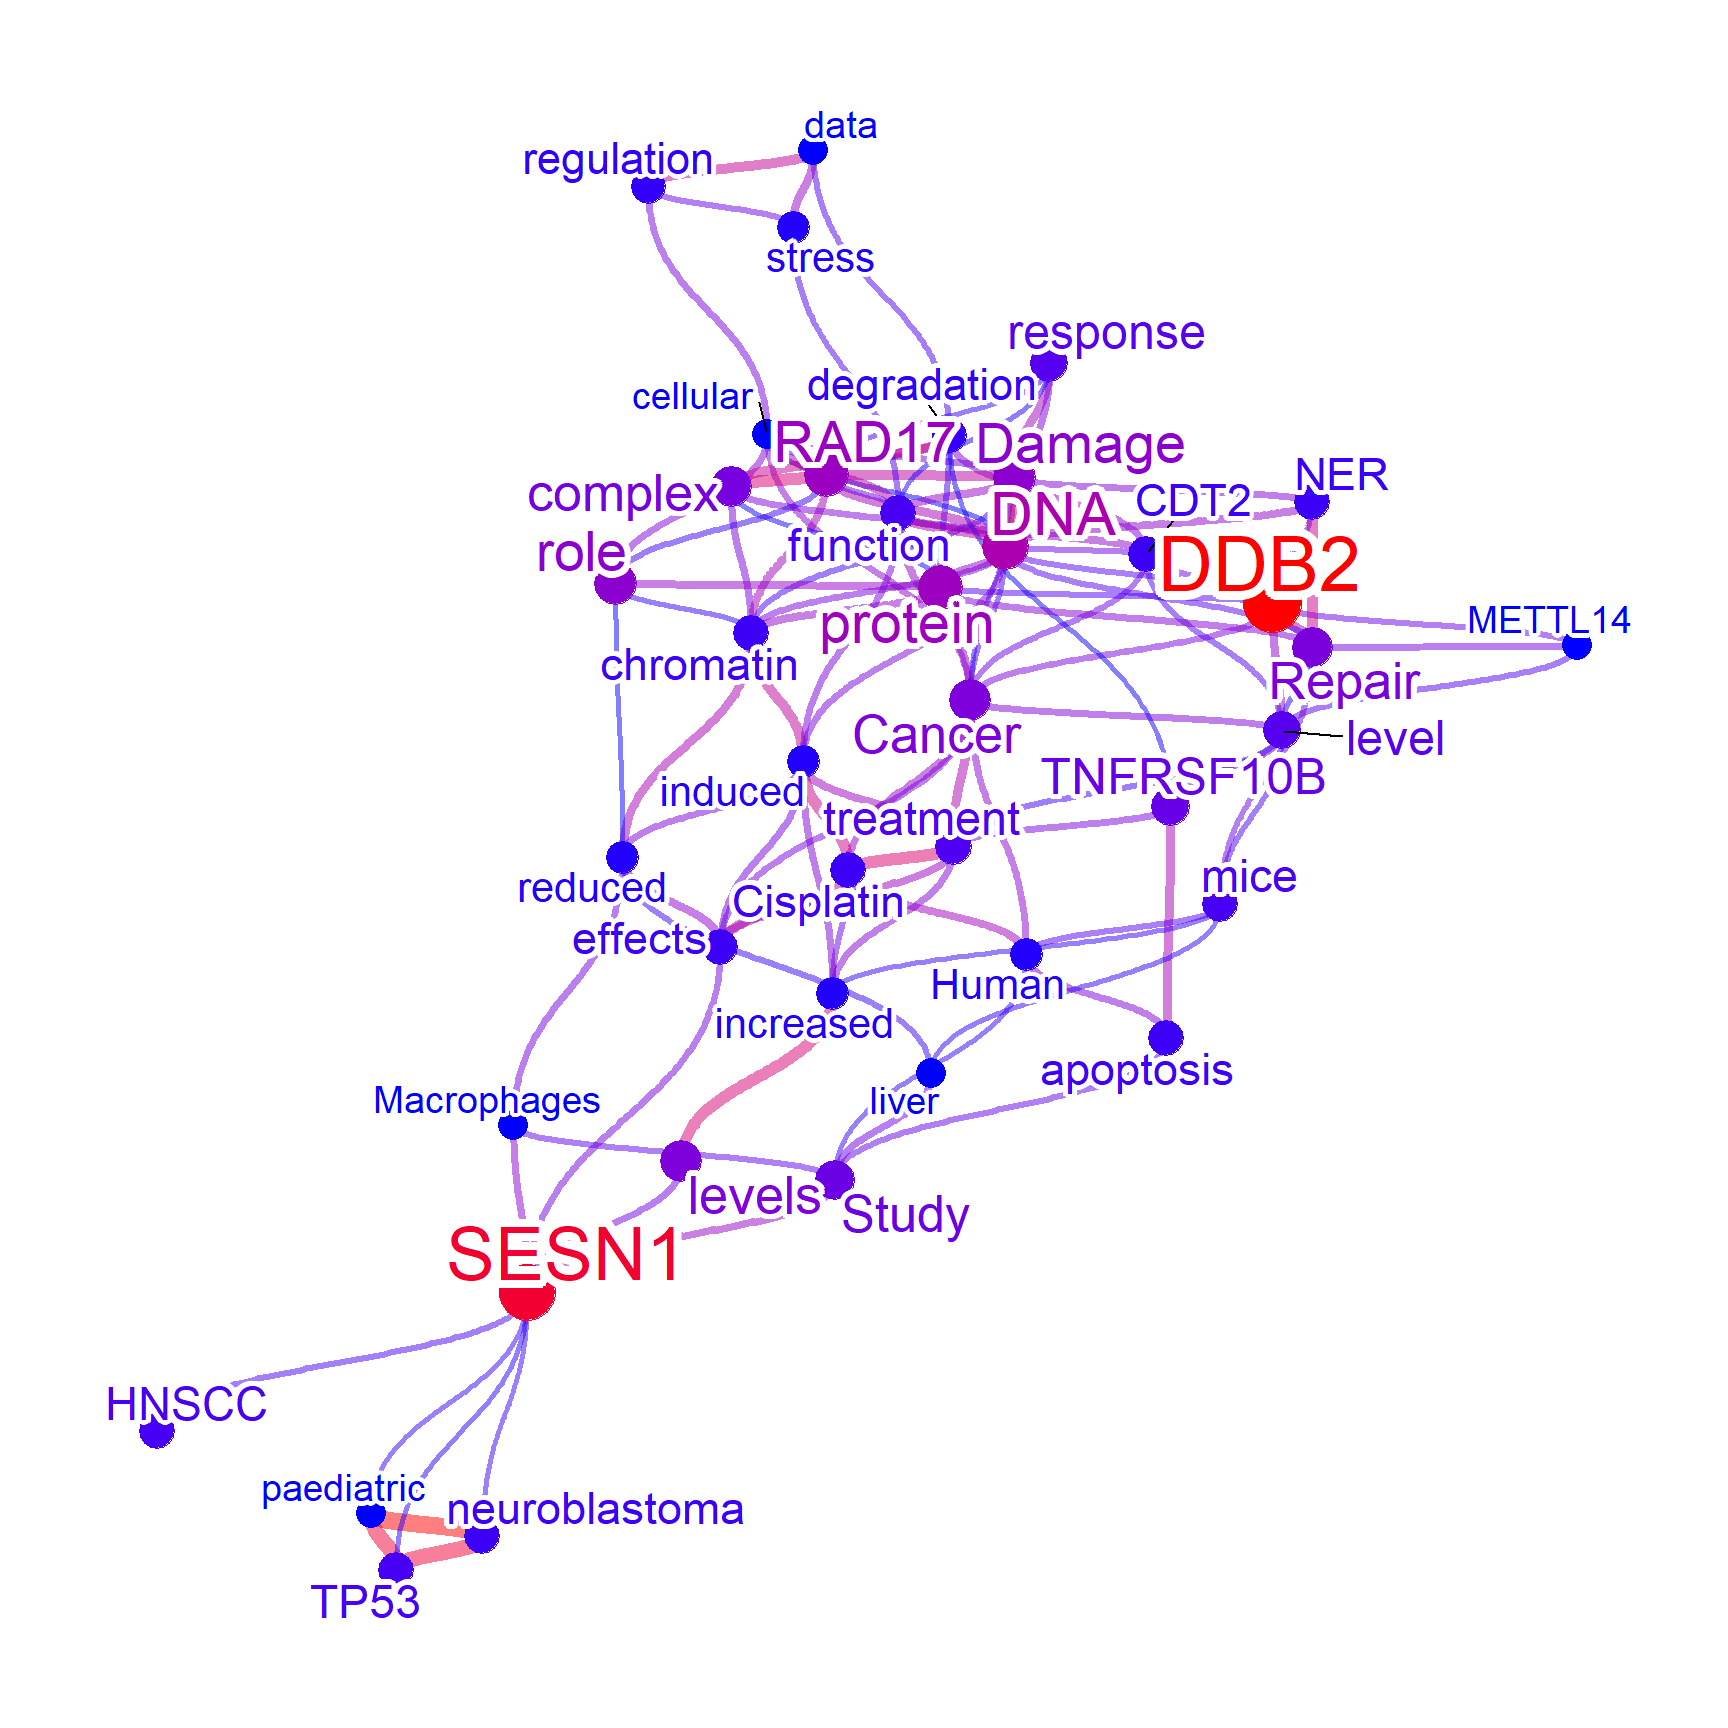 data
regulation
stress
response
degradation
cellular
RAD17
Damage
NER
complex
CDT2
DNA
function
role
DDB2
protein
METTL14
chromatin
Repair
Cancer
level
TNFRSF10B
induced
treatment
mice
reduced
Cisplatin
effects
Human
increased
apoptosis
Macrophages
liver
levels
Study
SESN1
HNSCC
paediatric
neuroblastoma
TP53